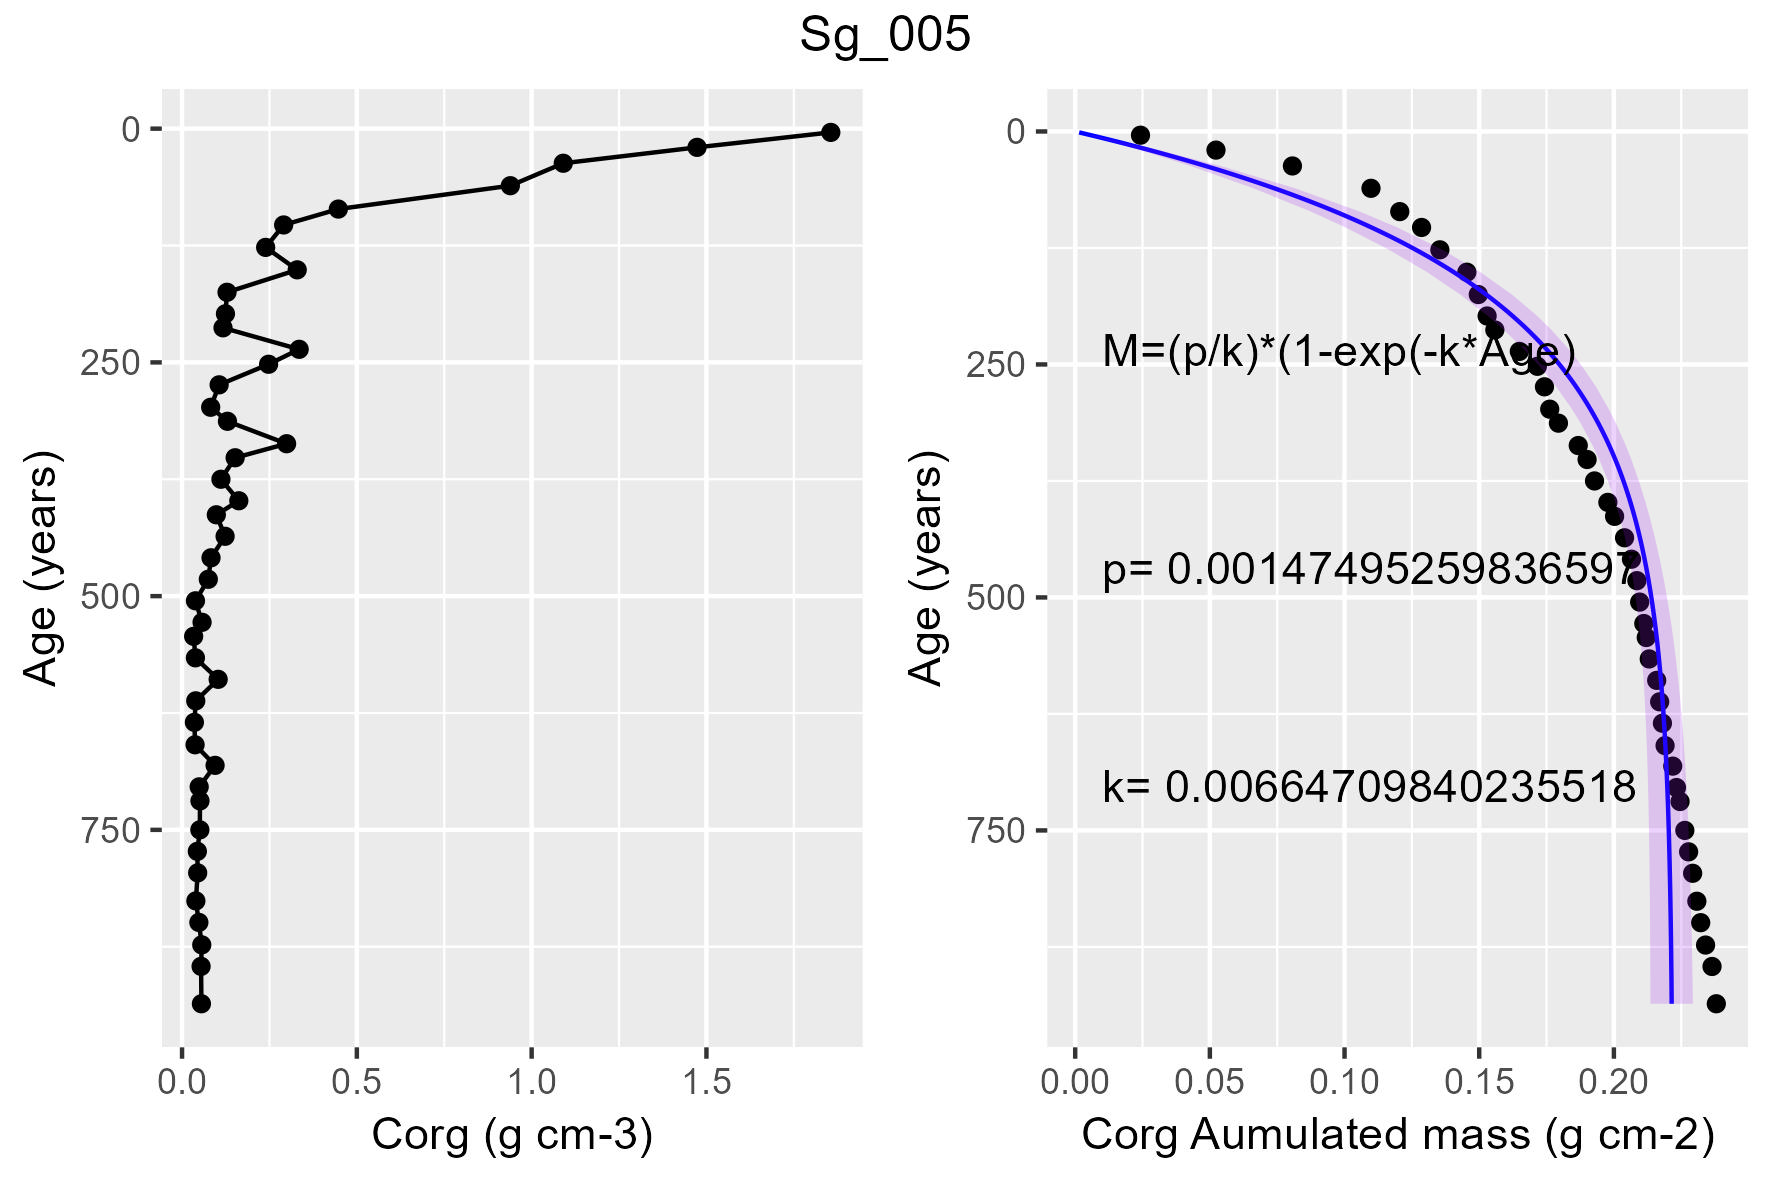 Sg_005
Age (years)
0
250
500
750
0.0 0.5 1.0 1.5
Corg (g cm-3)
Age (years)
0
250
500
750
M=(p/k)*(1-exp(-k*Age)
p= 0.00147495259836597
k= 0.00664709840235518
0.00 0.05 0.10 0.15 0.20
Corg Aumulated mass (g cm-2)